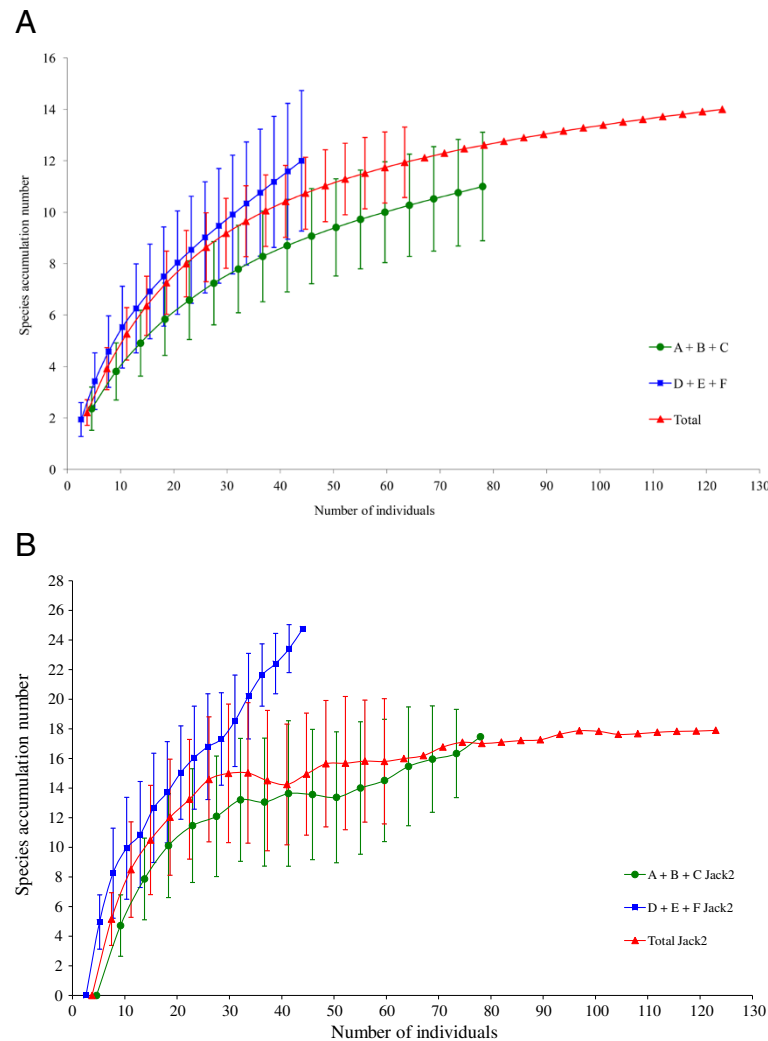 A
16
14
12
10
8
6
4
2
0
Species accumulation number
A + B + C
D + E + F
Total
0 10 20 30 40 50 60 70 80 90 100 110 120 130
Number of individuals
B
28
26
24
22
20
18
16
14
12
10
8
6
4
2
0
Species accumulation number
A + B + C Jack2
D + E + F Jack2
Total Jack2
0 10 20 30 40 50 60 70 80 90 100 110 120 130
Number of individuals